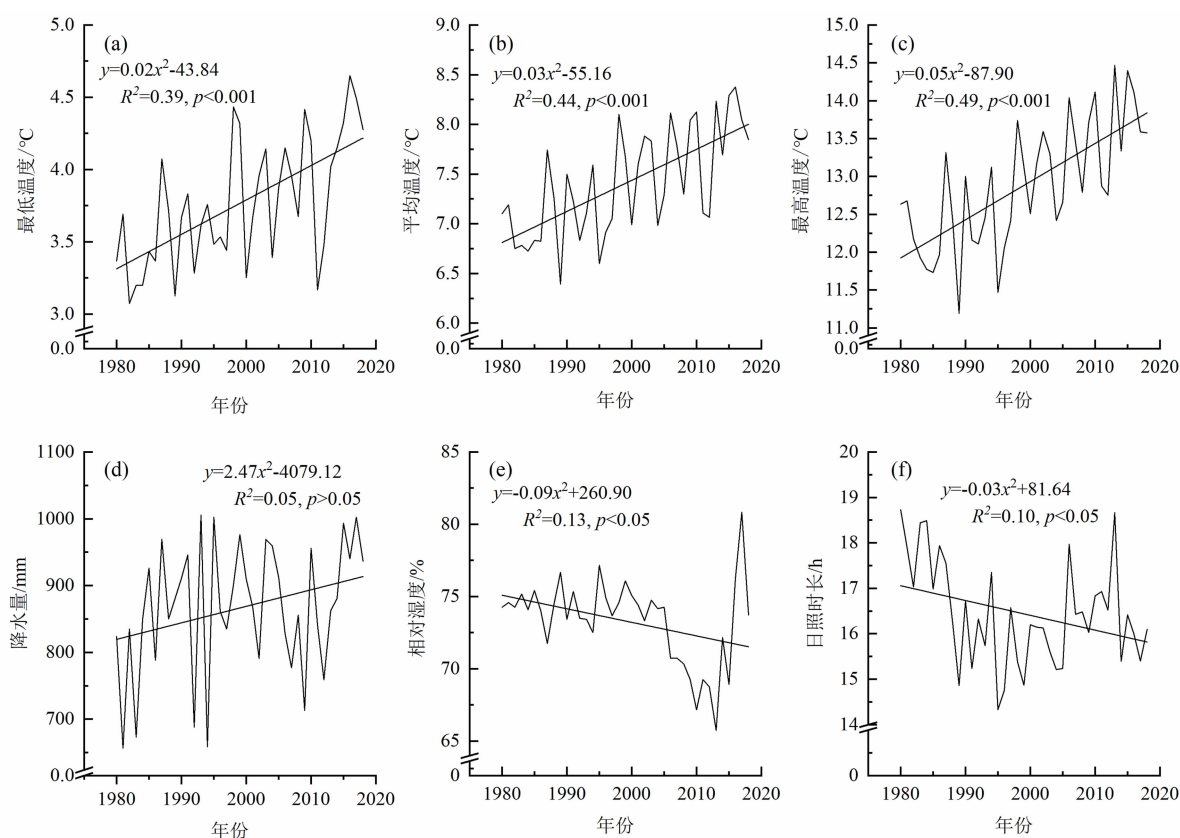 (a)
y=0.02x²-43.84
R²=0.39, p<0.001
最低温度/°C
5.0
4.5
4.0
3.5
3.0
0.0
1980 1990 2000 2010 2020
年份
(b)
y=0.03x²-55.16
R²=0.44, p<0.001
平均温度/°C
9.0
8.5
8.0
7.5
7.0
6.5
6.0
0.0
1980 1990 2000 2010 2020
年份
(c)
y=0.05x²-87.90
R²=0.49, p<0.001
最高温度/°C
15.0
14.5
14.0
13.5
13.0
12.5
12.0
11.5
11.0
0.0
1980 1990 2000 2010 2020
年份
(d)
y=2.47x²-4079.12
R²=0.05, p>0.05
降水量/mm
1100
1000
900
800
700
0.0
1980 1990 2000 2010 2020
年份
(e)
y=-0.09x²+260.90
R²=0.13, p<0.05
相对湿度/%
85
80
75
70
65
0
1980 1990 2000 2010 2020
年份
(f)
y=-0.03x²+81.64
R²=0.10, p<0.05
日照时长/h
20
19
18
17
16
15
14
0
1980 1990 2000 2010 2020
年份